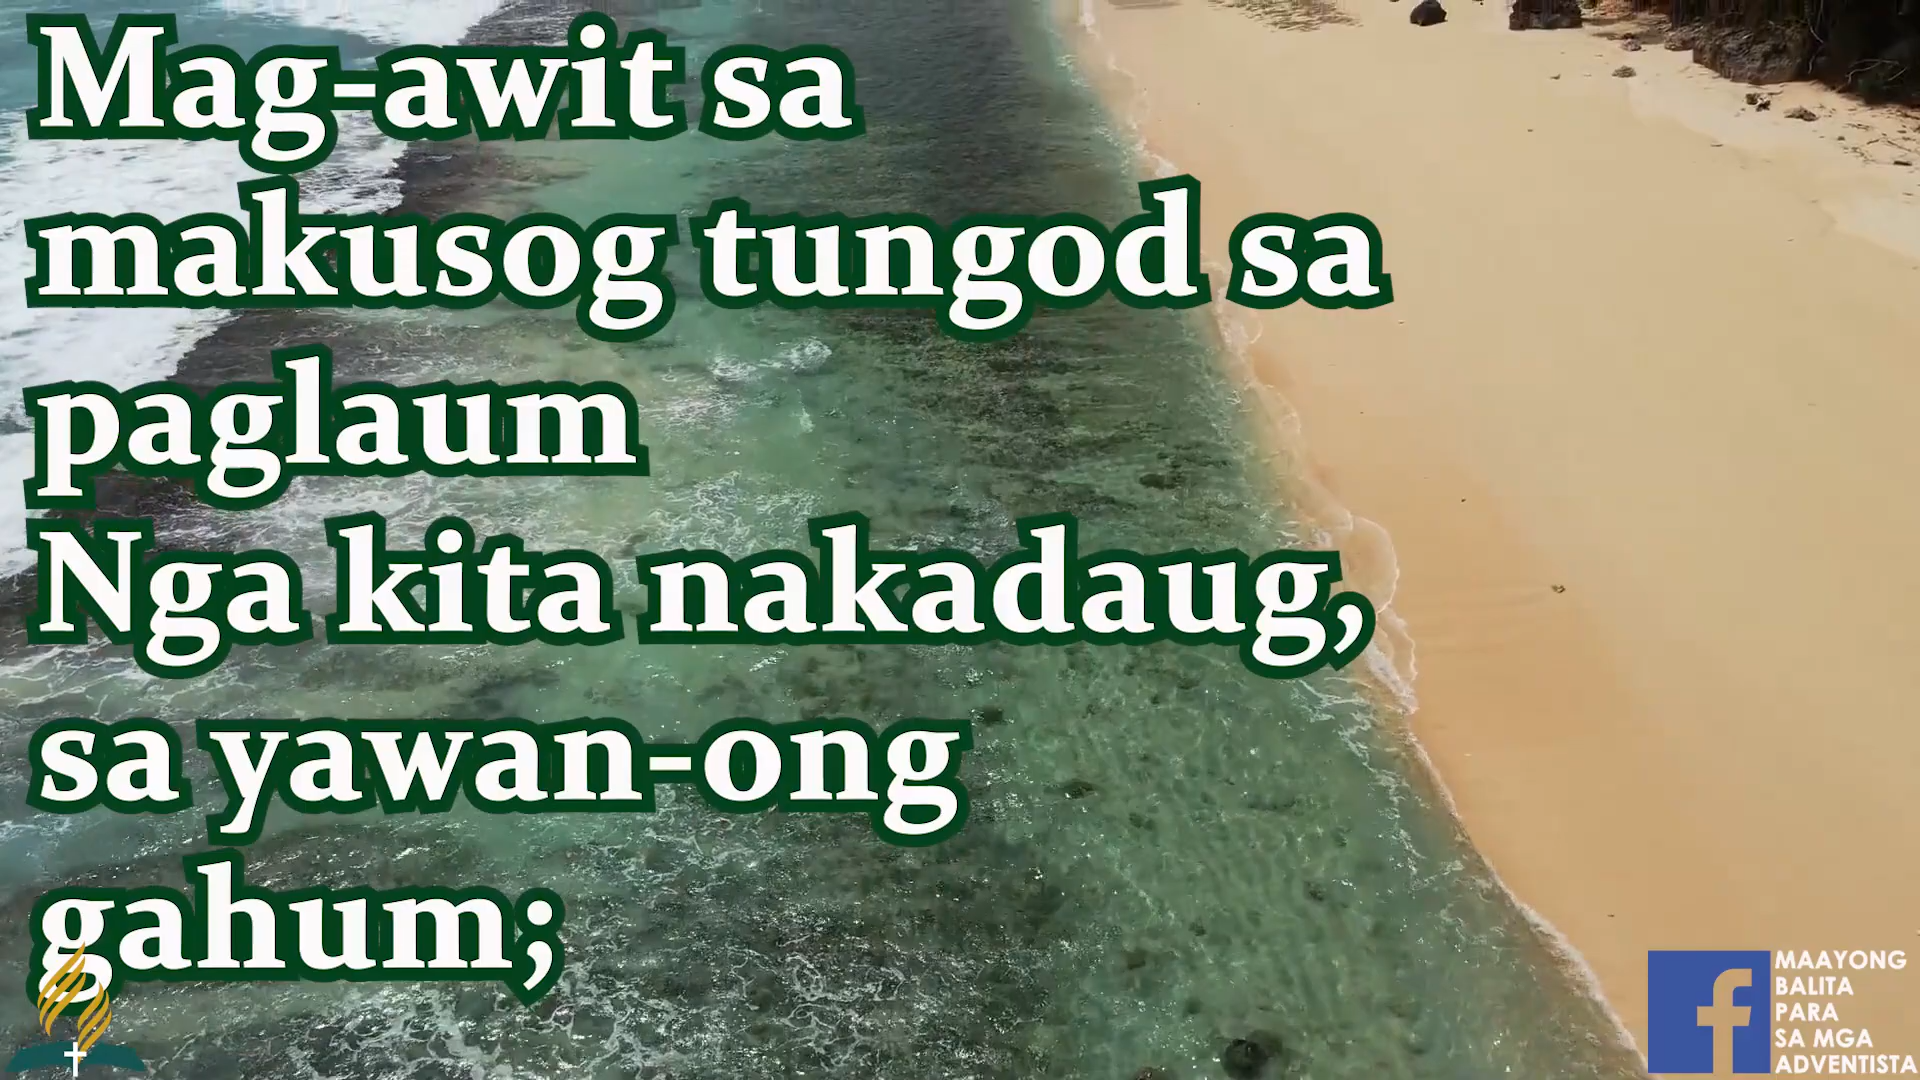 Mag-awit sa
makusog tungod sa
paglaum
Nga kita nakadaug,
sa yawan-ong
gahum;
MAAYONG
BALITA
PARA
SA MGA
ADVENTISTA